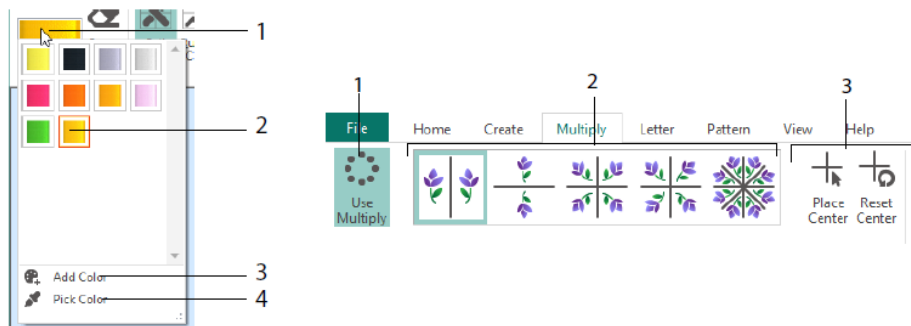 1
2
3
4
Add Color
Pick Color
1
2
3
File Home Create Multiply Letter Pattern View Help
Use
Multiply
Place
Center
Reset
Center